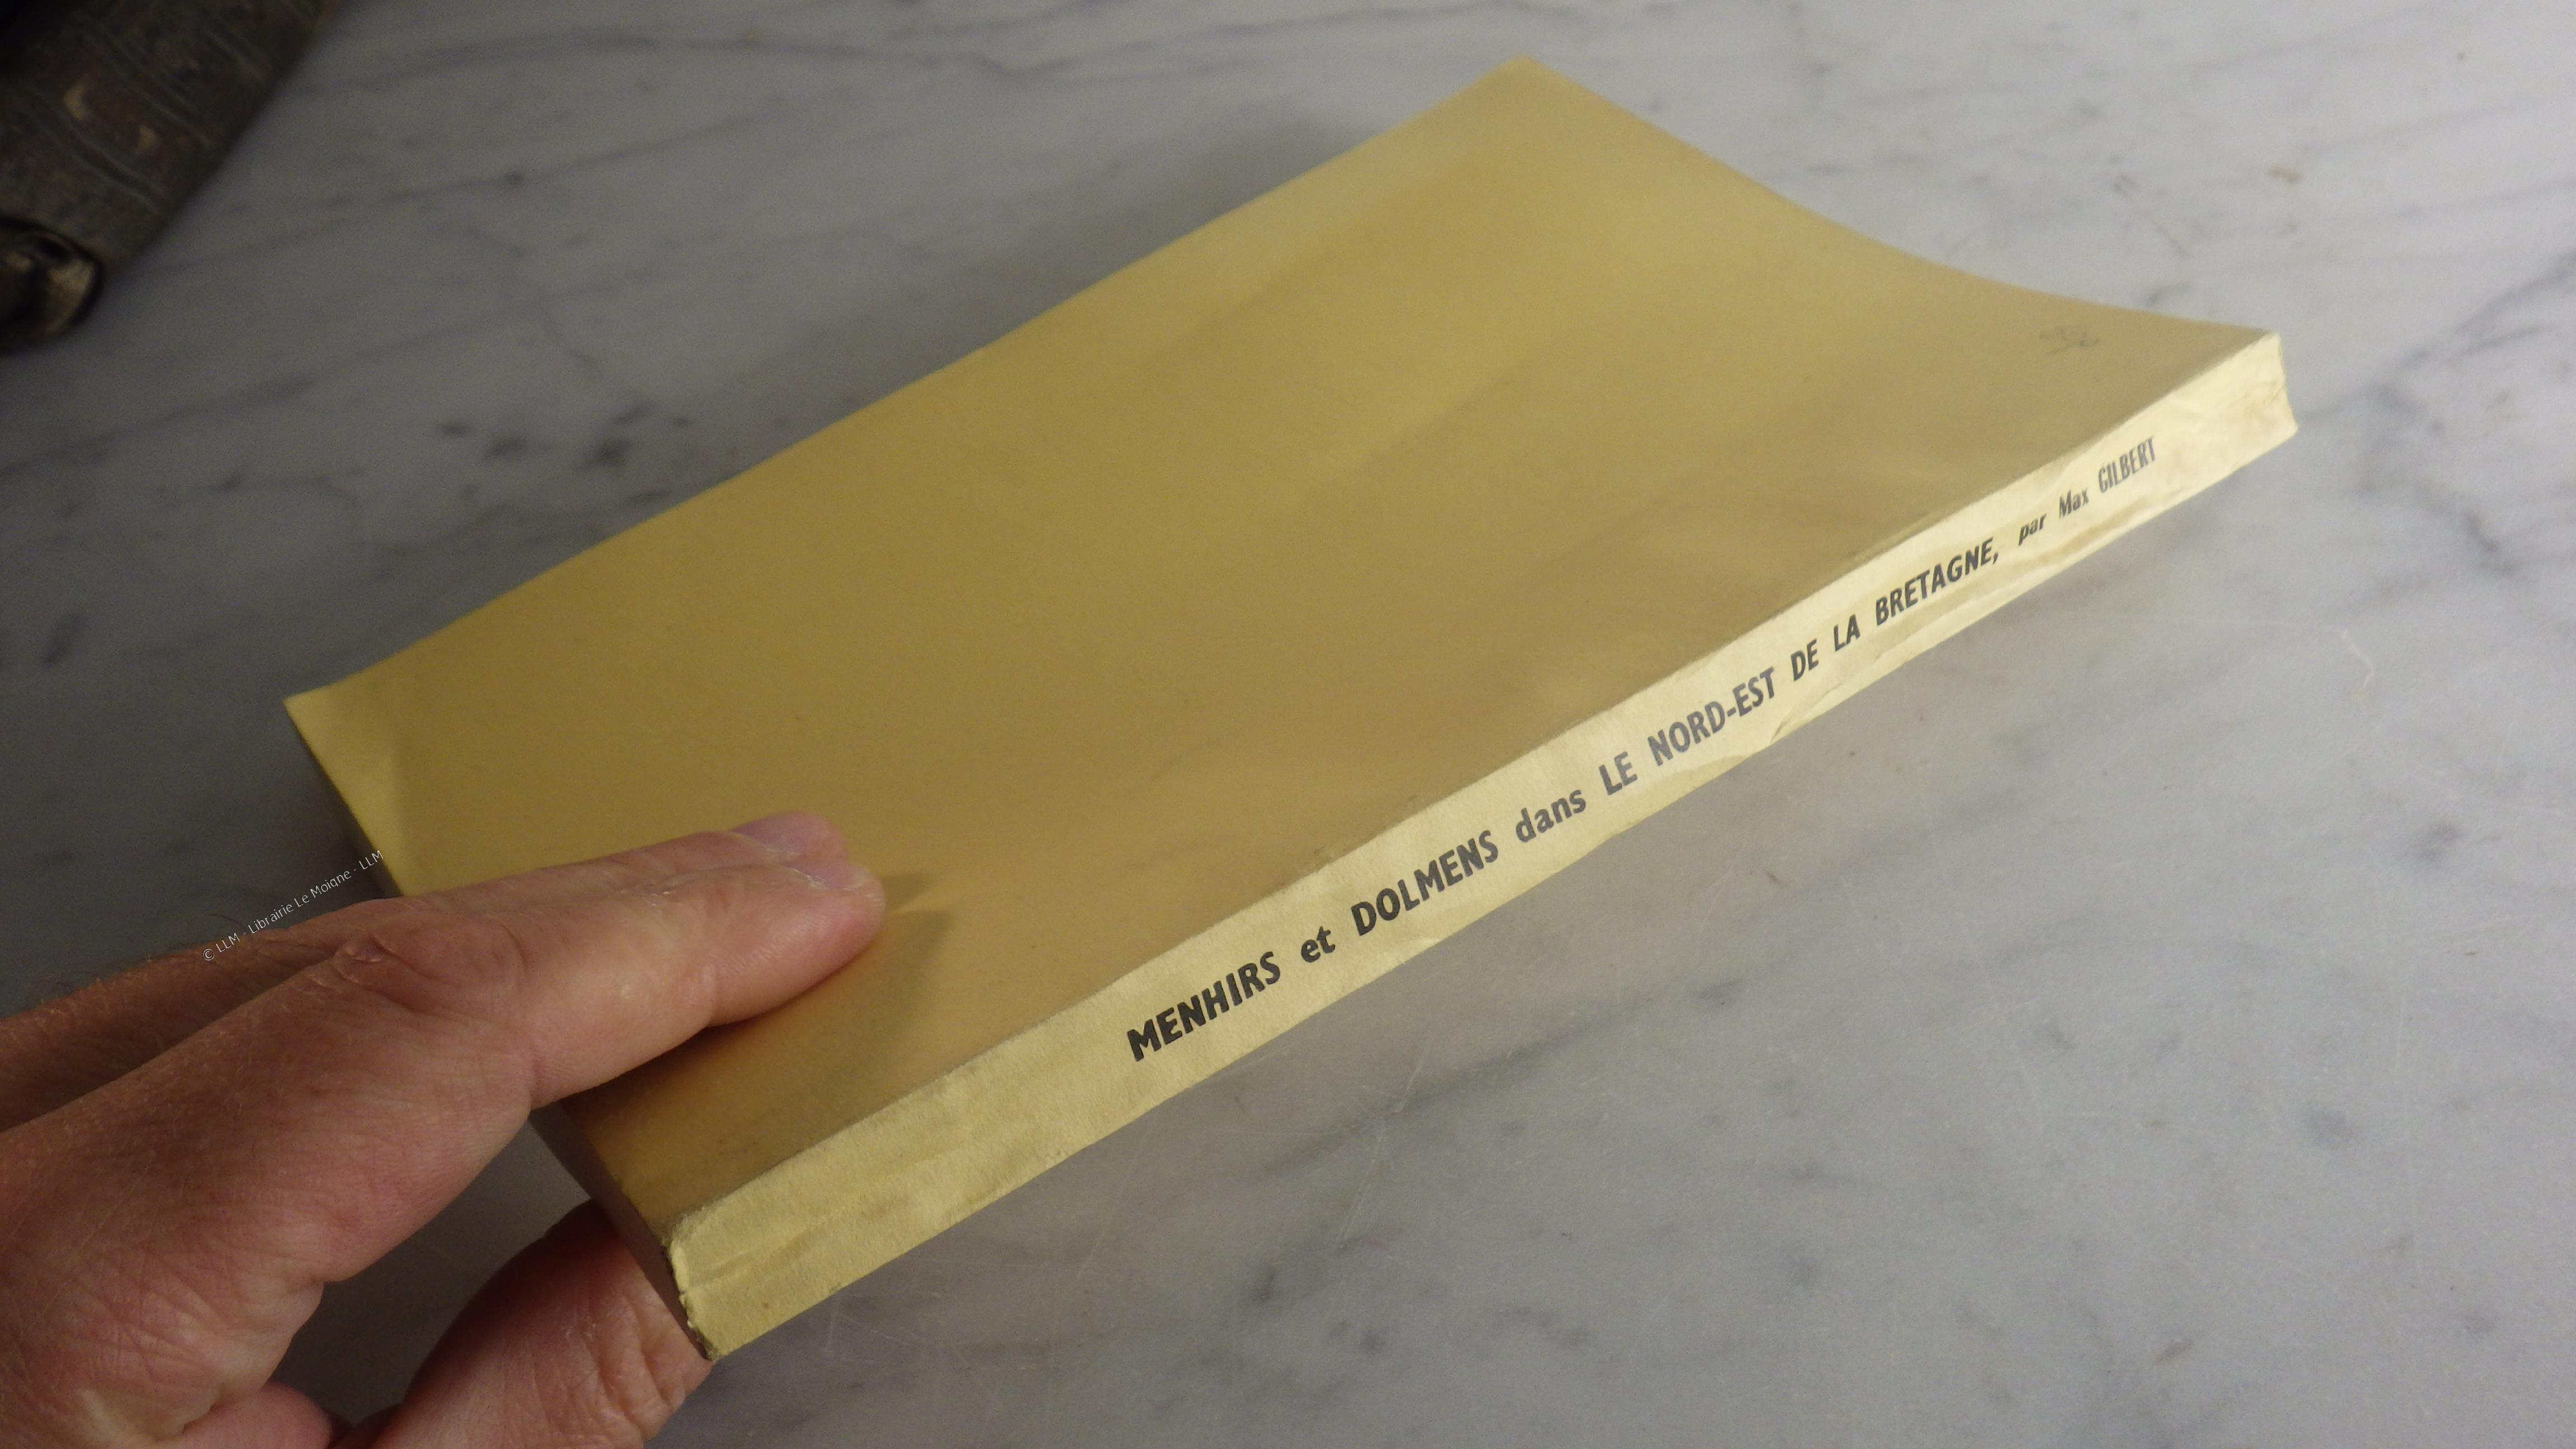 MENHIRS et DOLMENS dans LE NORD-EST DE LA BRETAGNE, par Max GILBERT
© LLM - Librairie Le Moigne - LLM